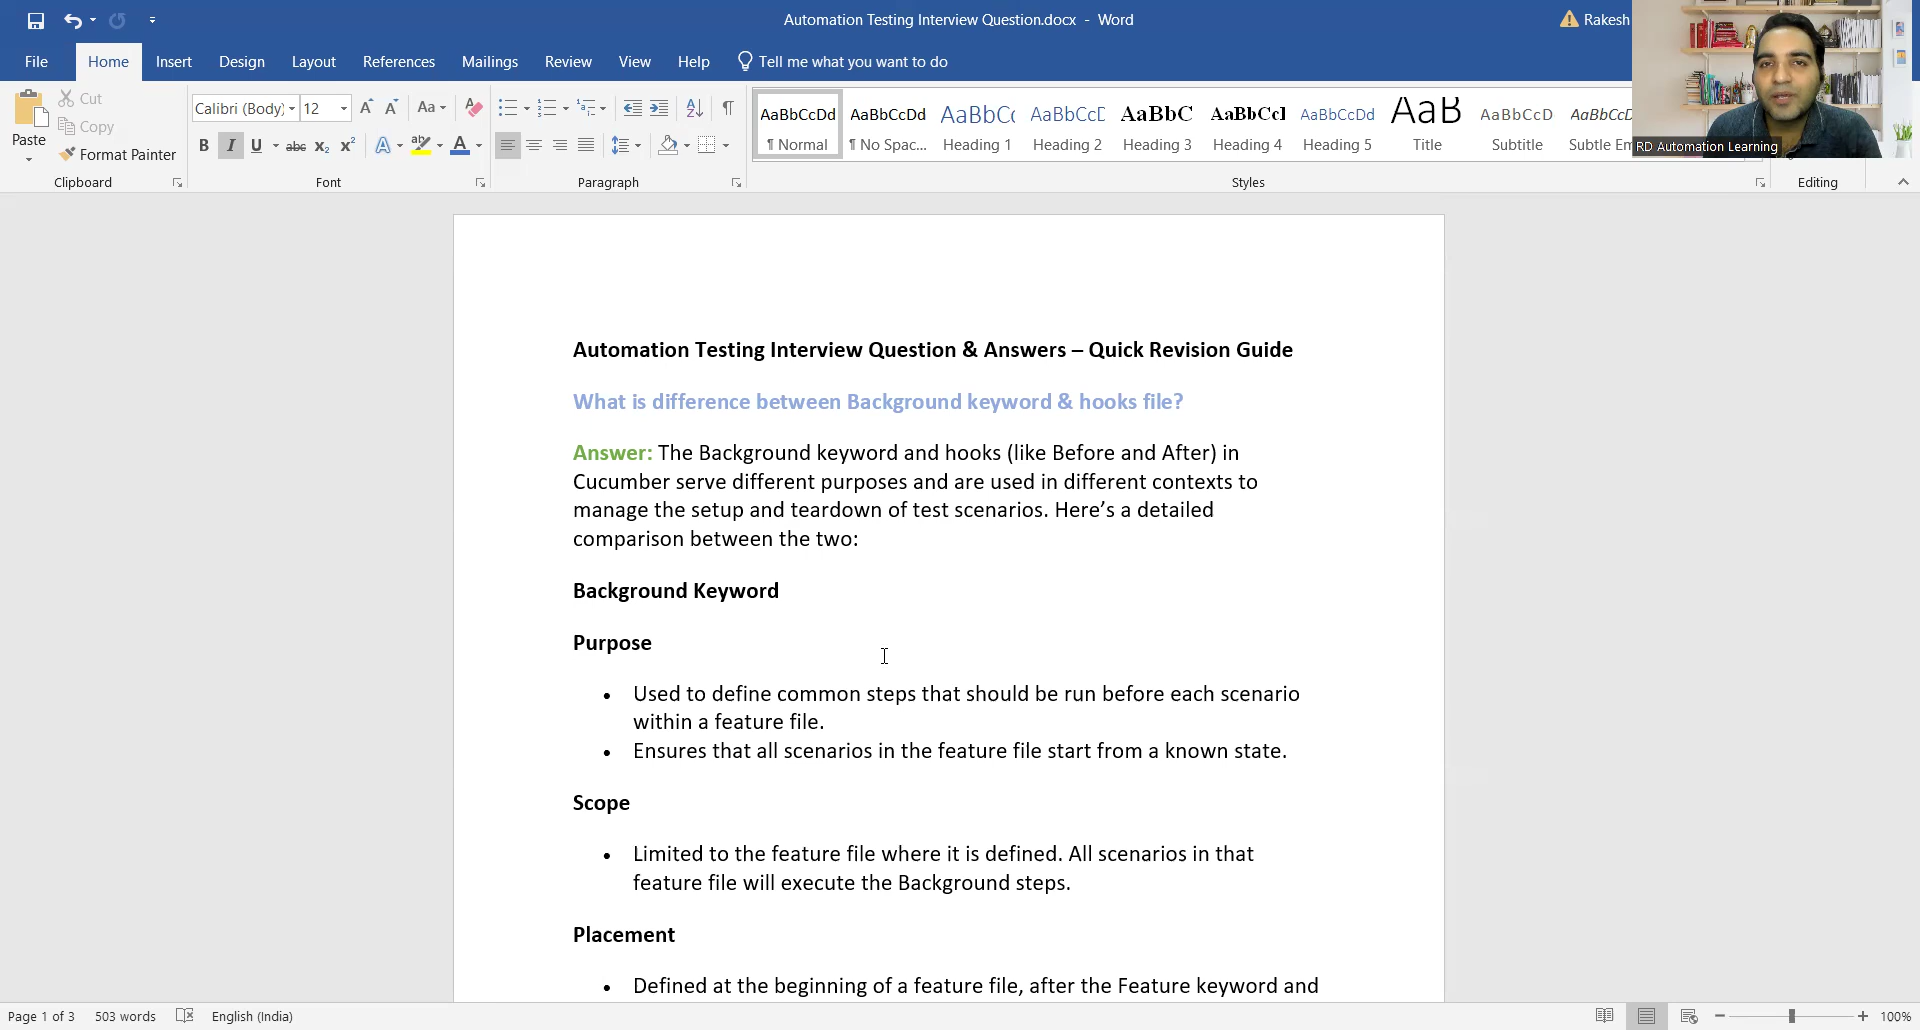 Automation Testing Interview Question.docx - Word
Rakesh
File Home Insert Design Layout References Mailings Review View Help Tell me what you want to do
Cut
Copy
Format Painter
Paste
Clipboard
Calibri (Body) 12
Font
Paragraph
AaBbCcDd AaBbCcDd AaBbCc AaBbCcD AaBbC AaBbCcI AaBbCcDd AaB AaBbCcD AaBbCcD
¶ Normal ¶ No Spac... Heading 1 Heading 2 Heading 3 Heading 4 Heading 5 Title Subtitle Subtle Em
Styles
Editing
RD Automation Learning
Automation Testing Interview Question & Answers – Quick Revision Guide
What is difference between Background keyword & hooks file?
Answer: The Background keyword and hooks (like Before and After) in
Cucumber serve different purposes and are used in different contexts to
manage the setup and teardown of test scenarios. Here’s a detailed
comparison between the two:
Background Keyword
Purpose
• Used to define common steps that should be run before each scenario
within a feature file.
• Ensures that all scenarios in the feature file start from a known state.
Scope
• Limited to the feature file where it is defined. All scenarios in that
feature file will execute the Background steps.
Placement
• Defined at the beginning of a feature file, after the Feature keyword and
Page 1 of 3 503 words English (India) 100%